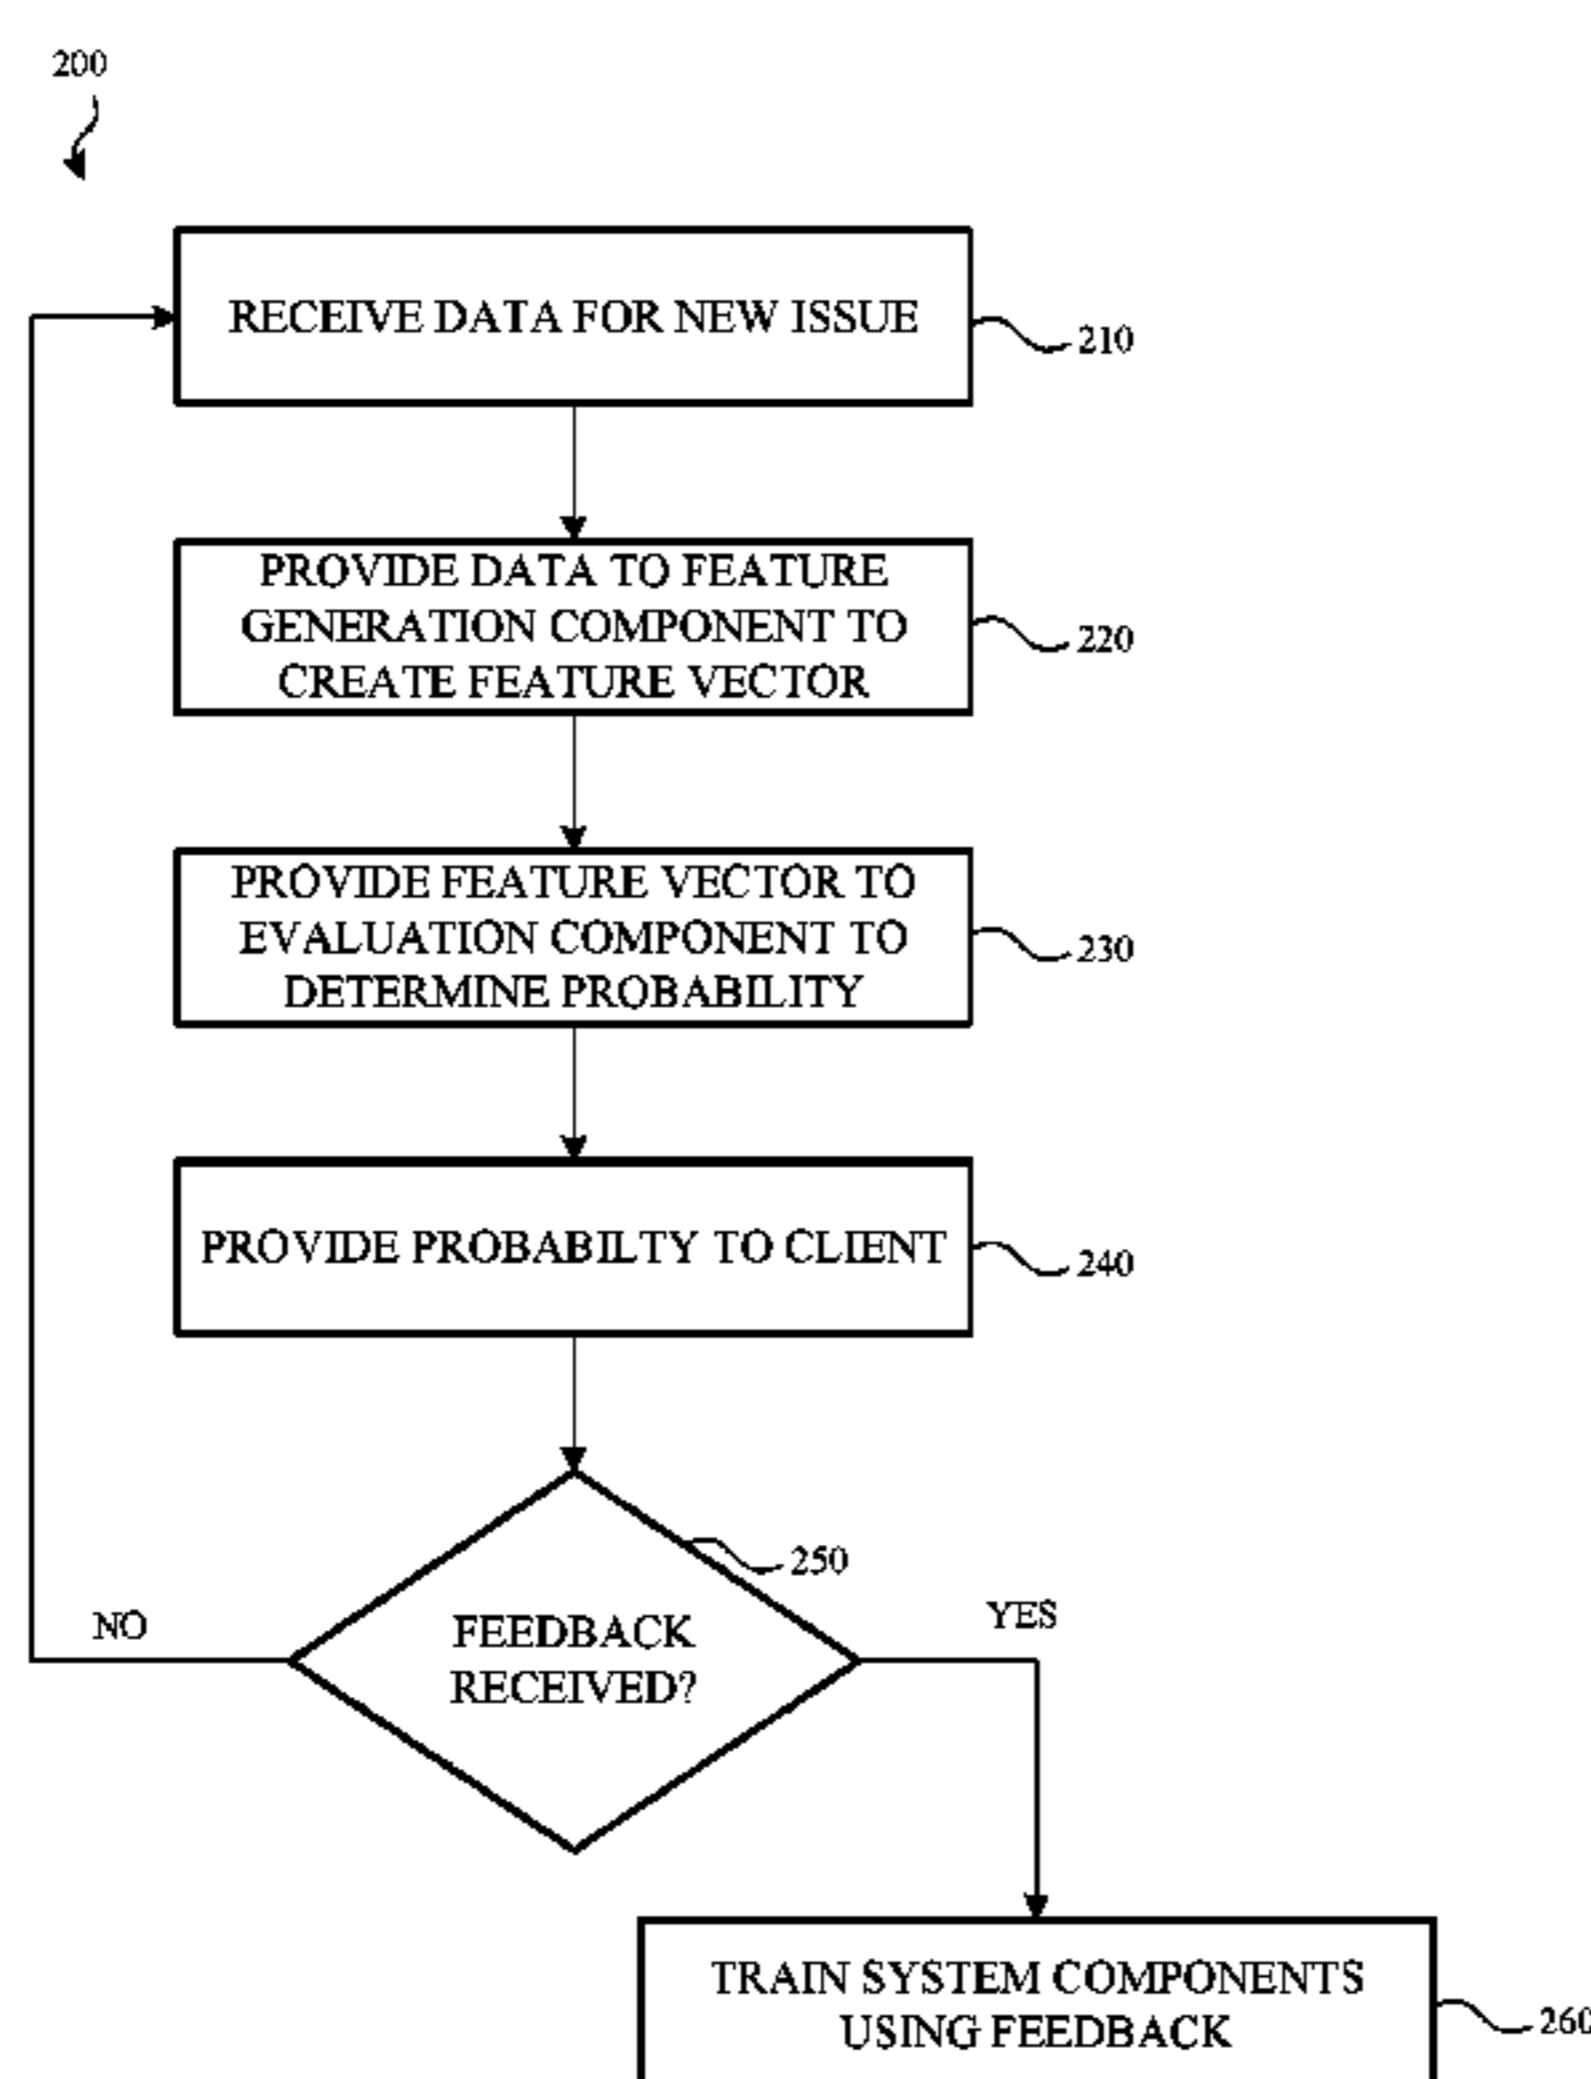 200
RECEIVE DATA FOR NEW ISSUE
210
PROVIDE DATA TO FEATURE
GENERATION COMPONENT TO
CREATE FEATURE VECTOR
220
PROVIDE FEATURE VECTOR TO
EVALUATION COMPONENT TO
DETERMINE PROBABILITY
230
PROVIDE PROBABILTY TO CLIENT
240
250
NO
FEEDBACK
RECEIVED?
YES
TRAIN SYSTEM COMPONENTS
USING FEEDBACK
260